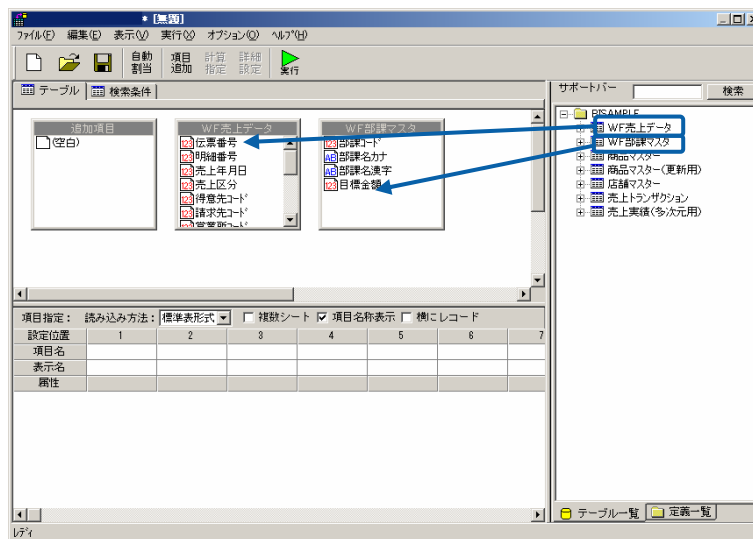 * [無題]
ファイル(F) 編集(E) 表示(V) 実行(X) オプション(O) ヘルプ(H)
自動割当 項目追加 計算指定 詳細設定 実行
テーブル 検索条件
追加項目
(空白)
WF売上データ
伝票番号
明細番号
売上年月日
売上区分
得意先コード
請求先コード
営業所コード
WF部課マスタ
部課コード
部課名カナ
部課名漢字
目標金額
項目指定: 読み込み方法: 標準表形式 複数シート 項目名称表示 横にレコード
設定位置 1 2 3 4 5 6 7
項目名
表示名
属性
サポートバー 検索
BISAMPLE
WF売上データ
WF部課マスタ
商品マスター
商品マスター(更新用)
店舗マスター
売上トランザクション
売上実績(多次元用)
テーブル一覧 定義一覧
レディ